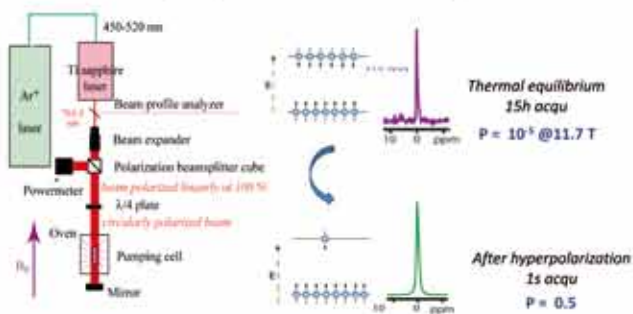 450-520 nm
Ar⁺
laser
Ti:sapphire
laser
Beam profile analyzer
Beam expander
Polarization beamsplitter cube
Powermeter
beam polarized linearly at 100 %
λ/4 plate
circularly polarized beam
Oven
Pumping cell
B₀
Mirror
E
10 0 ppm
Thermal equilibrium
15h acqu
P = 10⁻⁵ @11.7 T
E
10 0 ppm
After hyperpolarization
1s acqu
P = 0.5